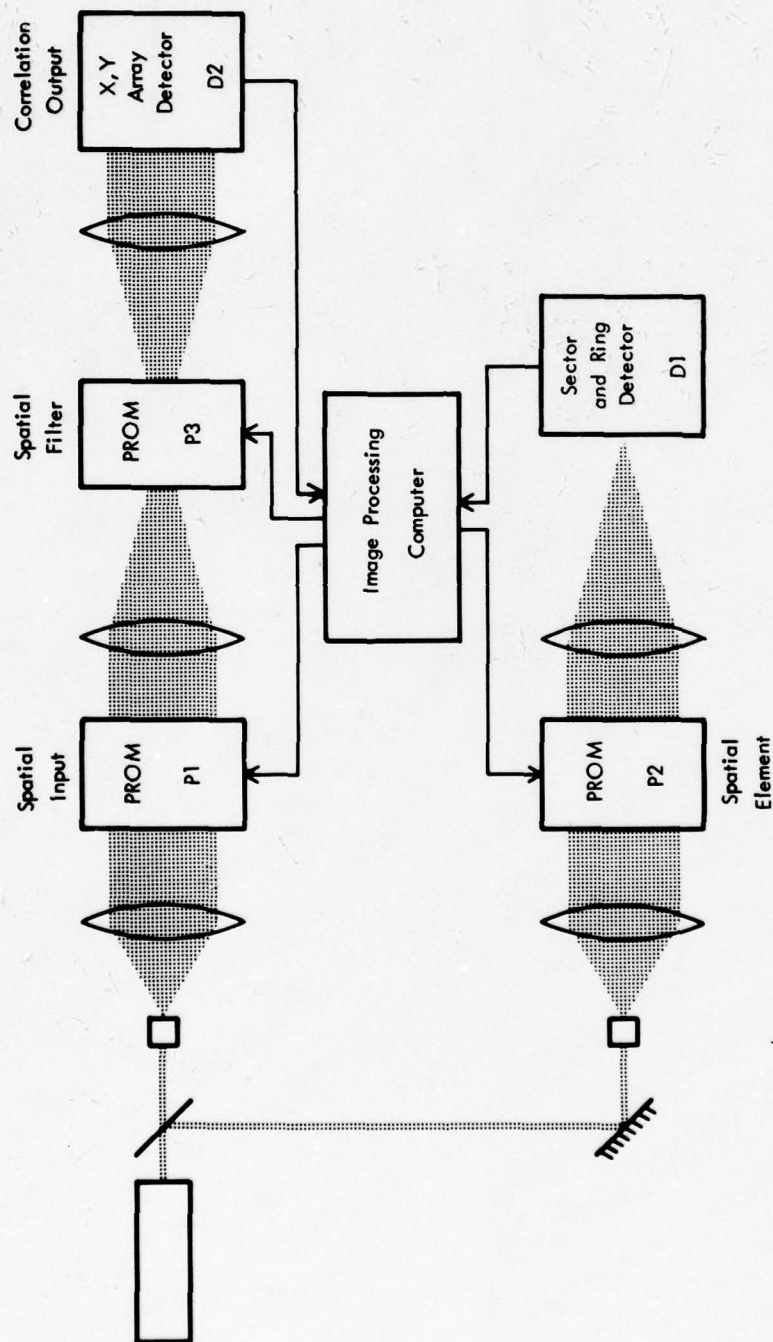 Spatial
Input
Spatial
Filter
Correlation
Output
PROM
P1
PROM
P3
X, Y
Array
Detector
D2
Image Processing
Computer
PROM
P2
Sector
and Ring
Detector
D1
Spatial
Element